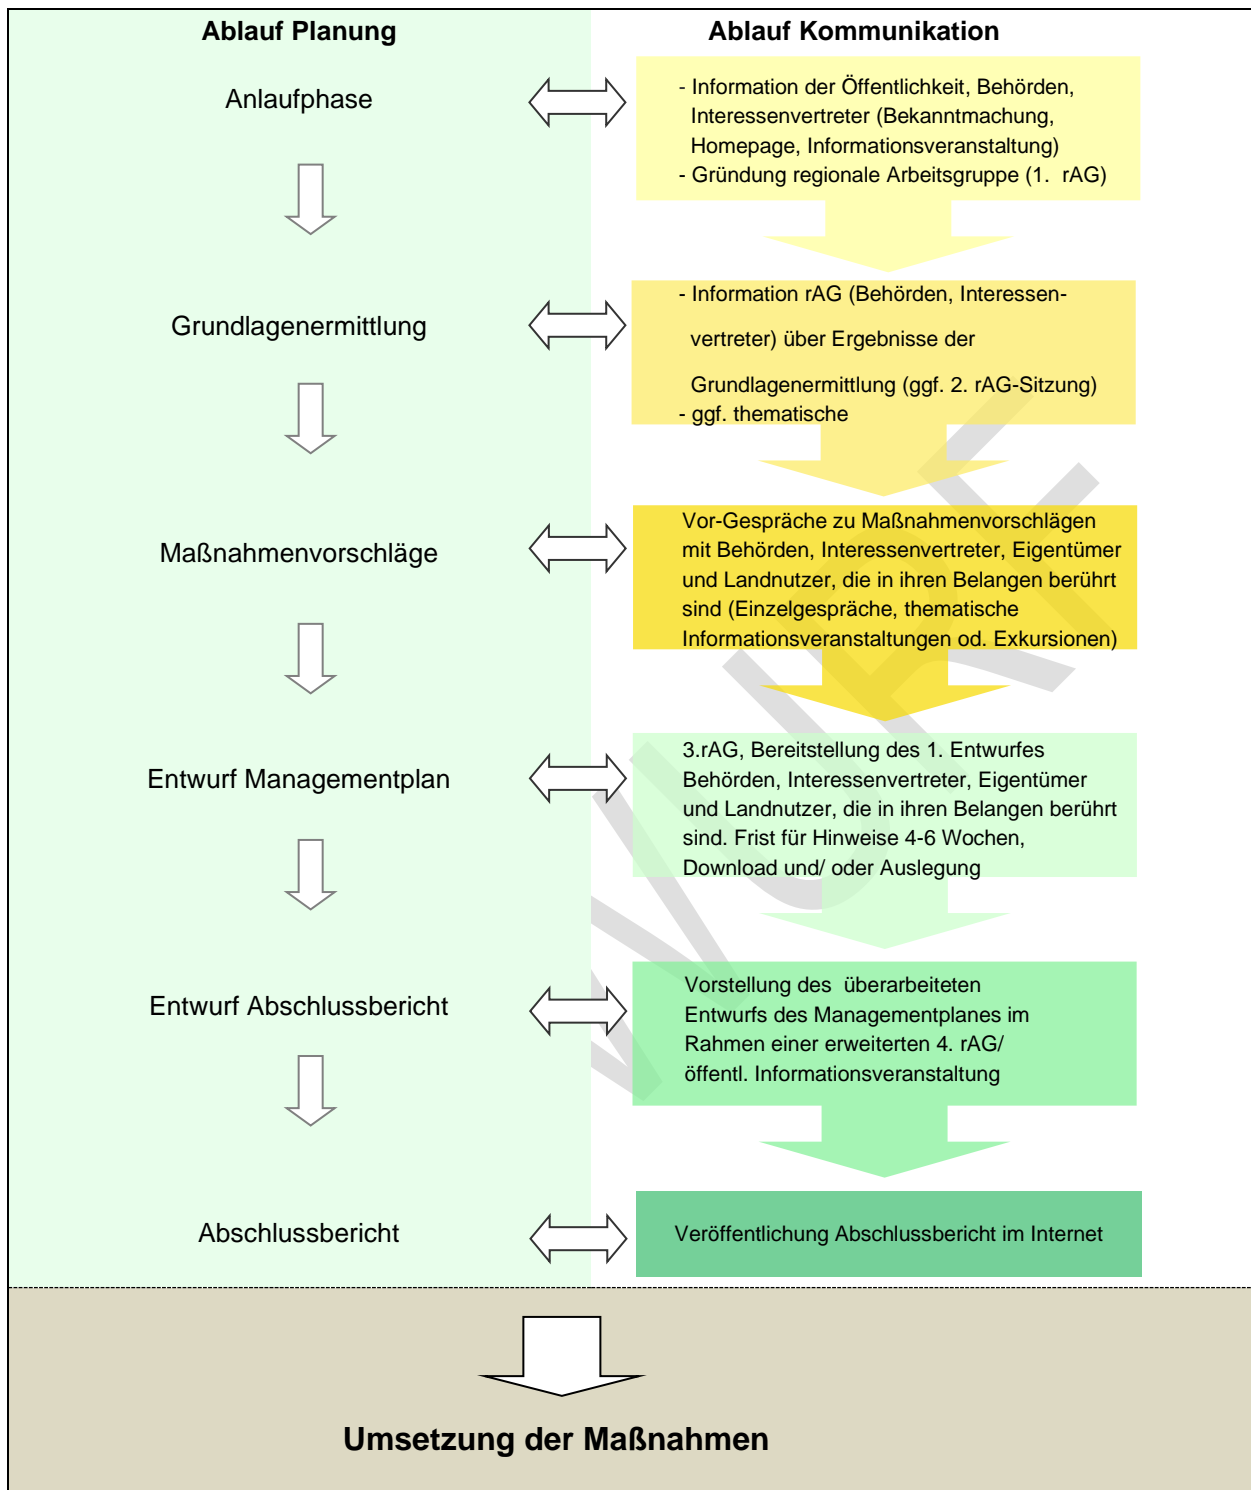 Ablauf Planung
Ablauf Kommunikation
Anlaufphase
- Information der Öffentlichkeit, Behörden,
Interessenvertreter (Bekanntmachung,
Homepage, Informationsveranstaltung)
- Gründung regionale Arbeitsgruppe (1. rAG)
Grundlagenermittlung
- Information rAG (Behörden, Interessen-
vertreter) über Ergebnisse der
Grundlagenermittlung (ggf. 2. rAG-Sitzung)
- ggf. thematische
Maßnahmenvorschläge
Vor-Gespräche zu Maßnahmenvorschlägen
mit Behörden, Interessenvertreter, Eigentümer
und Landnutzer, die in ihren Belangen berührt
sind (Einzelgespräche, thematische
Informationsveranstaltungen od. Exkursionen)
Entwurf Managementplan
3.rAG, Bereitstellung des 1. Entwurfes
Behörden, Interessenvertreter, Eigentümer
und Landnutzer, die in ihren Belangen berührt
sind. Frist für Hinweise 4-6 Wochen,
Download und/ oder Auslegung
Entwurf Abschlussbericht
Vorstellung des überarbeiteten
Entwurfs des Managementplanes im
Rahmen einer erweiterten 4. rAG/
öffentl. Informationsveranstaltung
Abschlussbericht
Veröffentlichung Abschlussbericht im Internet
Umsetzung der Maßnahmen